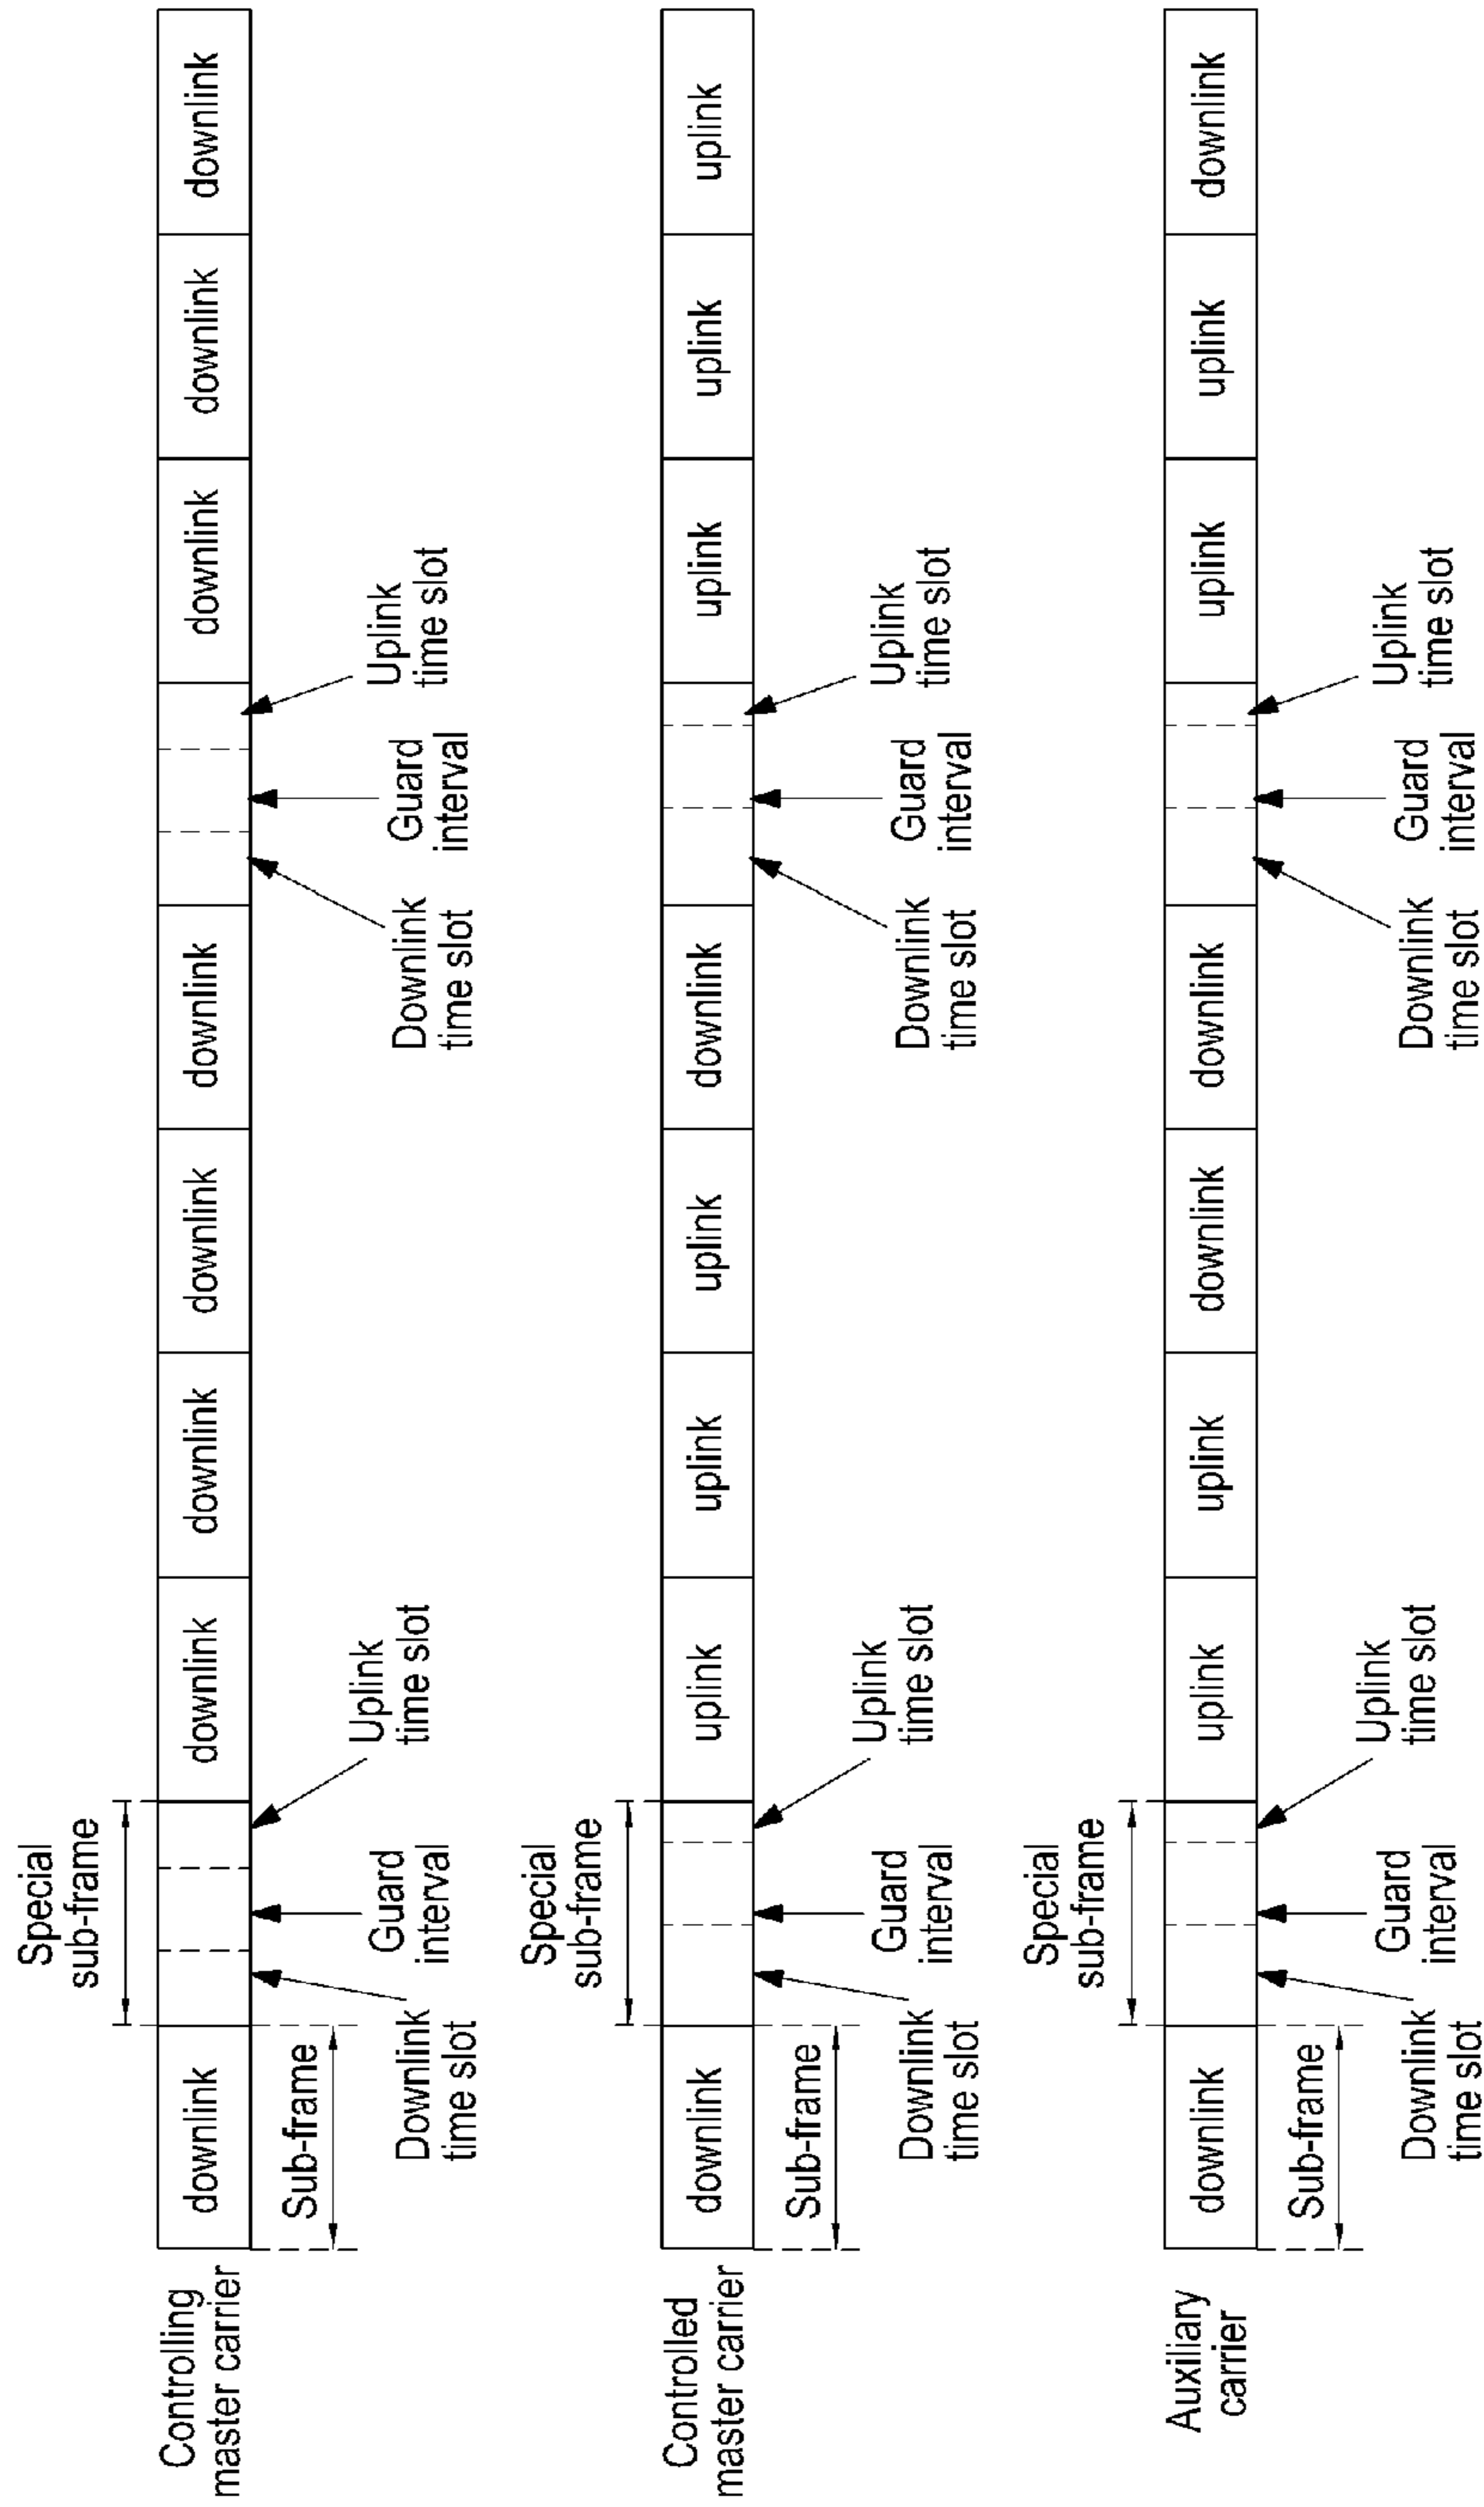 Special
sub-frame
Controlling
master carrier
downlink
downlink
downlink
downlink
downlink
downlink
downlink
downlink
Sub-frame
Downlink
time slot
Guard
interval
Uplink
time slot
Downlink
time slot
Guard
interval
Uplink
time slot
Special
sub-frame
Controlled
master carrier
downlink
uplink
uplink
uplink
downlink
uplink
uplink
uplink
Sub-frame
Downlink
time slot
Guard
interval
Uplink
time slot
Downlink
time slot
Guard
interval
Uplink
time slot
Special
sub-frame
Auxiliary
carrier
downlink
uplink
uplink
downlink
downlink
uplink
uplink
downlink
Sub-frame
Downlink
time slot
Guard
interval
Uplink
time slot
Downlink
time slot
Guard
interval
Uplink
time slot